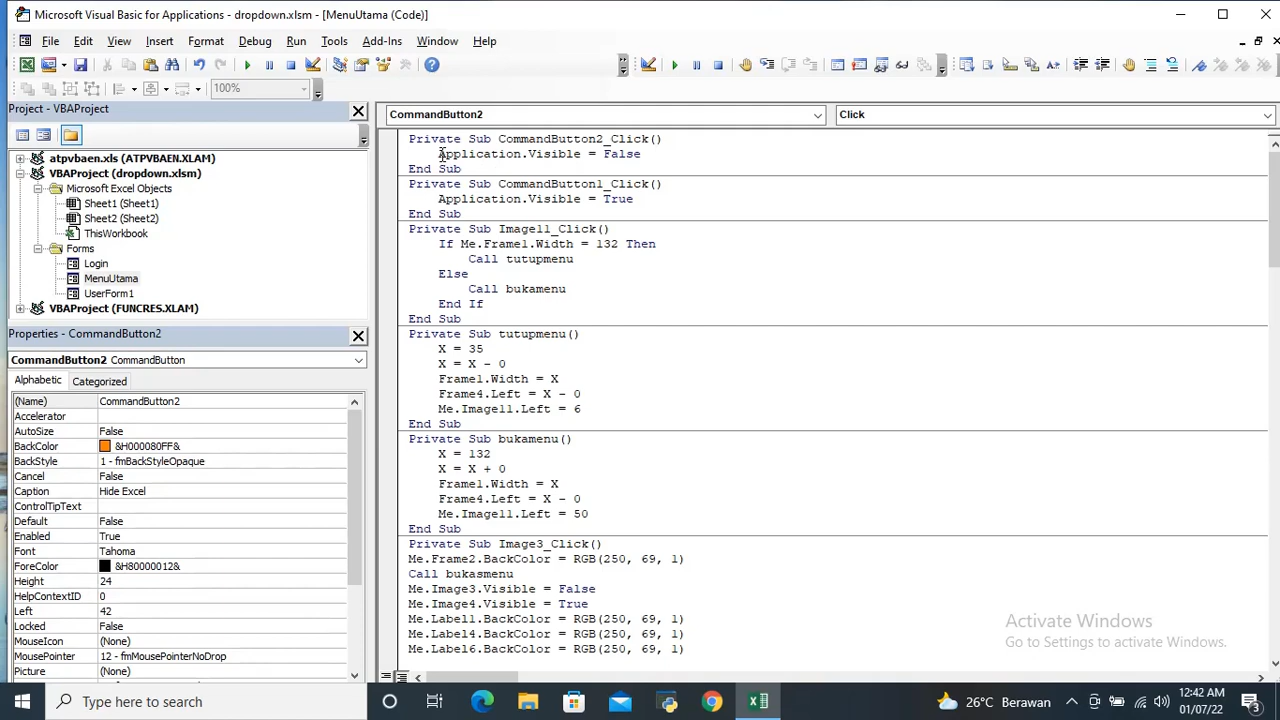 Microsoft Visual Basic for Applications - dropdown.xlsm - [MenuUtama (Code)]
File Edit View Insert Format Debug Run Tools Add-Ins Window Help
100%
Project - VBAProject
CommandButton2
Click
atpvbaen.xls (ATPVBAEN.XLAM)
VBAProject (dropdown.xlsm)
Microsoft Excel Objects
Sheet1 (Sheet1)
Sheet2 (Sheet2)
ThisWorkbook
Forms
Login
MenuUtama
UserForm1
VBAProject (FUNCRES.XLAM)
Properties - CommandButton2
CommandButton2 CommandButton
Alphabetic Categorized
(Name) CommandButton2
Accelerator
AutoSize False
BackColor &H000080FF&
BackStyle 1 - fmBackStyleOpaque
Cancel False
Caption Hide Excel
ControlTipText
Default False
Enabled True
Font Tahoma
ForeColor &H80000012&
Height 24
HelpContextID 0
Left 42
Locked False
MouseIcon (None)
MousePointer 12 - fmMousePointerNoDrop
Picture (None)
Private Sub CommandButton2_Click()
Application.Visible = False
End Sub
Private Sub CommandButton1_Click()
Application.Visible = True
End Sub
Private Sub Image11_Click()
If Me.Frame1.Width = 132 Then
Call tutupmenu
Else
Call bukamenu
End If
End Sub
Private Sub tutupmenu()
X = 35
X = X - 0
Frame1.Width = X
Frame4.Left = X - 0
Me.Image11.Left = 6
End Sub
Private Sub bukamenu()
X = 132
X = X + 0
Frame1.Width = X
Frame4.Left = X - 0
Me.Image11.Left = 50
End Sub
Private Sub Image3_Click()
Me.Frame2.BackColor = RGB(250, 69, 1)
Call bukasmenu
Me.Image3.Visible = False
Me.Image4.Visible = True
Me.Label1.BackColor = RGB(250, 69, 1)
Me.Label4.BackColor = RGB(250, 69, 1)
Me.Label6.BackColor = RGB(250, 69, 1)
Activate Windows
Go to Settings to activate Windows.
Type here to search
26°C Berawan
12:42 AM
01/07/22
3